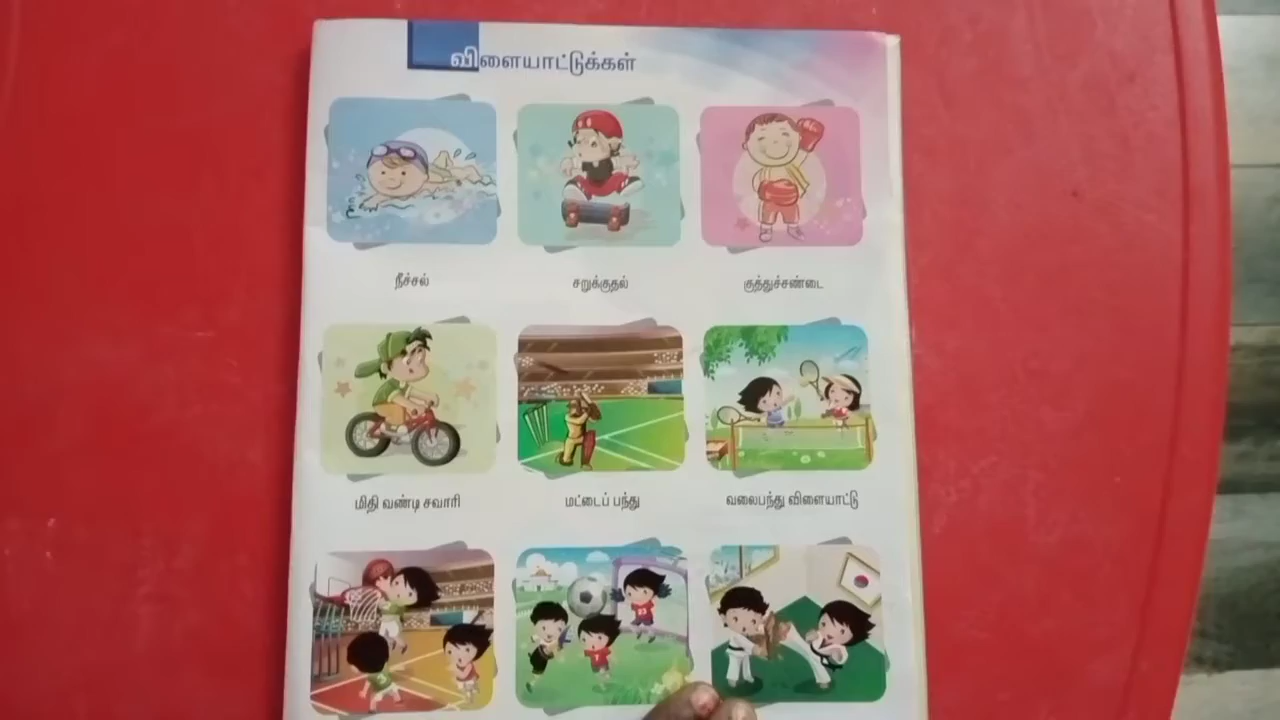 விளையாட்டுக்கள்
நீச்சல்
சறுக்குதல்
குத்துச்சண்டை
மிதி வண்டி சவாரி
மட்டைப் பந்து
வலைபந்து விளையாட்டு